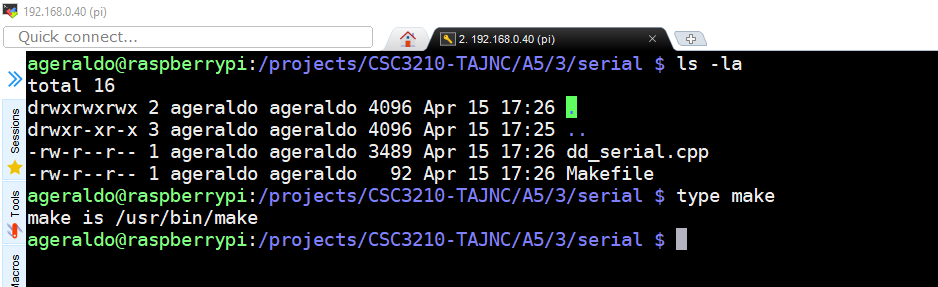 192.168.0.40 (pi)
Quick connect...
2. 192.168.0.40 (pi)
ageraldo@raspberrypi:/projects/CSC3210-TAJNC/A5/3/serial $ ls -la
total 16
drwxrwxrwx 2 ageraldo ageraldo 4096 Apr 15 17:26 .
drwxr-xr-x 3 ageraldo ageraldo 4096 Apr 15 17:25 ..
-rw-r--r-- 1 ageraldo ageraldo 3489 Apr 15 17:26 dd_serial.cpp
-rw-r--r-- 1 ageraldo ageraldo   92 Apr 15 17:26 Makefile
ageraldo@raspberrypi:/projects/CSC3210-TAJNC/A5/3/serial $ type make
make is /usr/bin/make
ageraldo@raspberrypi:/projects/CSC3210-TAJNC/A5/3/serial $
Sessions
Tools